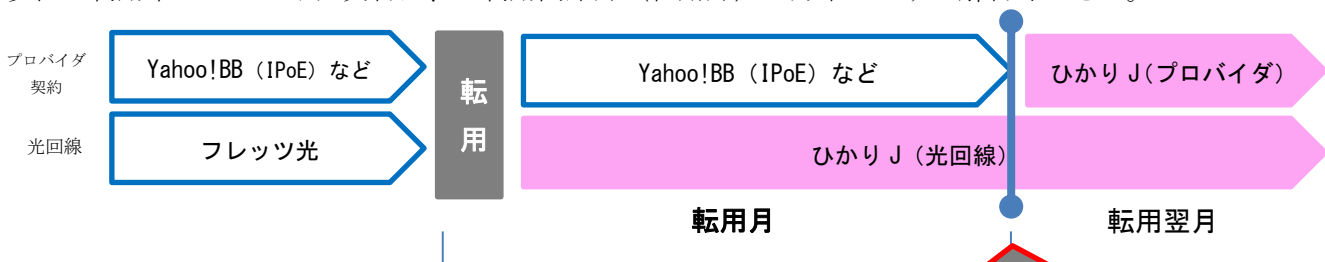 プロバイダ
契約
Yahoo!BB（IPoE）など
転
用
Yahoo!BB（IPoE）など
ひかり J(プロバイダ)
光回線
フレッツ光
ひかり J（光回線）
転用月
転用翌月